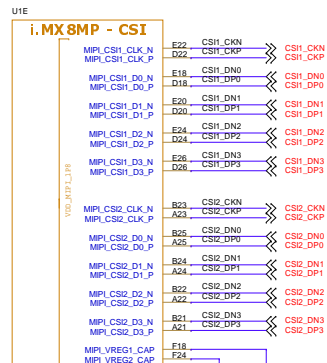 U1E
i.MX8MP - CSI
MIPI_CSI1_CLK_N E22 CSI1_CKN CSI1_CKN
MIPI_CSI1_CLK_P D22 CSI1_CKP CSI1_CKP
MIPI_CSI1_D0_N E18 CSI1_DN0 CSI1_DN0
MIPI_CSI1_D0_P D18 CSI1_DP0 CSI1_DP0
MIPI_CSI1_D1_N E20 CSI1_DN1 CSI1_DN1
MIPI_CSI1_D1_P D20 CSI1_DP1 CSI1_DP1
MIPI_CSI1_D2_N E24 CSI1_DN2 CSI1_DN2
MIPI_CSI1_D2_P D24 CSI1_DP2 CSI1_DP2
MIPI_CSI1_D3_N E26 CSI1_DN3 CSI1_DN3
MIPI_CSI1_D3_P D26 CSI1_DP3 CSI1_DP3
VDD_MIPI_1P8
MIPI_CSI2_CLK_N B23 CSI2_CKN CSI2_CKN
MIPI_CSI2_CLK_P A23 CSI2_CKP CSI2_CKP
MIPI_CSI2_D0_N B25 CSI2_DN0 CSI2_DN0
MIPI_CSI2_D0_P A25 CSI2_DP0 CSI2_DP0
MIPI_CSI2_D1_N B24 CSI2_DN1 CSI2_DN1
MIPI_CSI2_D1_P A24 CSI2_DP1 CSI2_DP1
MIPI_CSI2_D2_N B22 CSI2_DN2 CSI2_DN2
MIPI_CSI2_D2_P A22 CSI2_DP2 CSI2_DP2
MIPI_CSI2_D3_N B21 CSI2_DN3 CSI2_DN3
MIPI_CSI2_D3_P A21 CSI2_DP3 CSI2_DP3
MIPI_VREG1_CAP F18
MIPI_VREG2_CAP F24